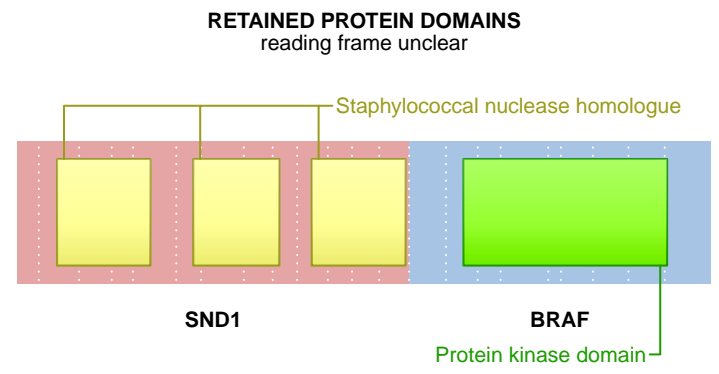 RETAINED PROTEIN DOMAINS
reading frame unclear
Staphylococcal nuclease homologue
SND1
BRAF
Protein kinase domain